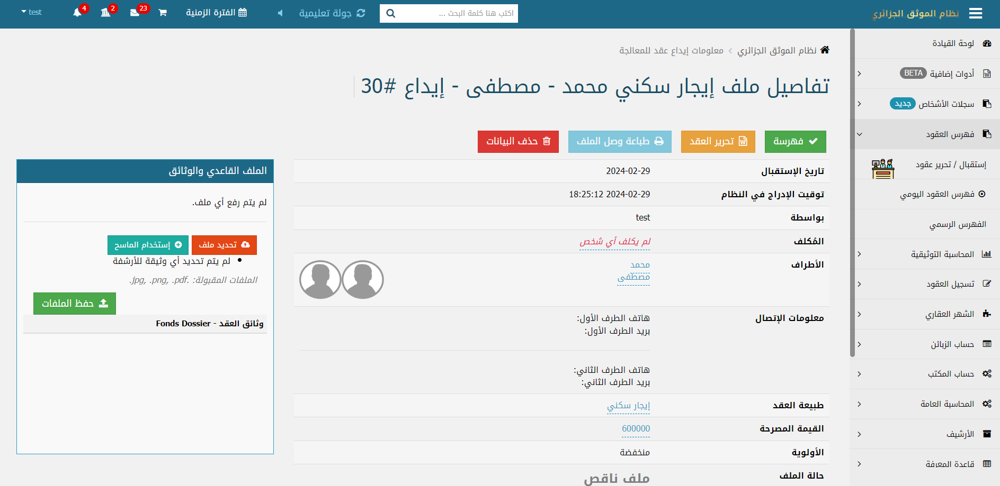 نظام الموثق الجزائري
اكتب هنا كلمة البحث ...
جولة تعليمية
الفترة الزمنية
23
2
4
test
لوحة القيادة
أدوات إضافية BETA
سجلات الأشخاص جديد
فهرس العقود
إستقبال / تحرير عقود
فهرس العقود اليومي
الفهرس الرسمي
المحاسبة التوثيقية
تسجيل العقود
الشهر العقاري
حساب الزبائن
حساب المكتب
المحاسبة العامة
الأرشيف
قاعدة المعرفة
نظام الموثق الجزائري > معلومات إيداع عقد للمعالجة
تفاصيل ملف إيجار سكني محمد - مصطفى - إيداع #30
فهرسة
تحرير العقد
طباعة وصل الملف
حذف البيانات
تاريخ الإستقبال 2024-02-29
توقيت الإدراج في النظام 2024-02-29 18:25:12
بواسطة test
المُكلف لم يكلف أي شخص
الأطراف محمد
مصطفى
معلومات الإتصال هاتف الطرف الأول:
بريد الطرف الأول:
هاتف الطرف الثاني:
بريد الطرف الثاني:
طبيعة العقد إيجار سكني
القيمة المصرحة 600000
الأولوية منخفضة
حالة الملف ملف ناقص
الملف القاعدي والوثائق
لم يتم رفع أي ملف.
تحديد ملف
إستخدام الماسح
لم يتم تحديد أي وثيقة للأرشفة
الملفات المقبولة: .jpg, .png, .pdf.
حفظ الملفات
وثائق العقد - Fonds Dossier